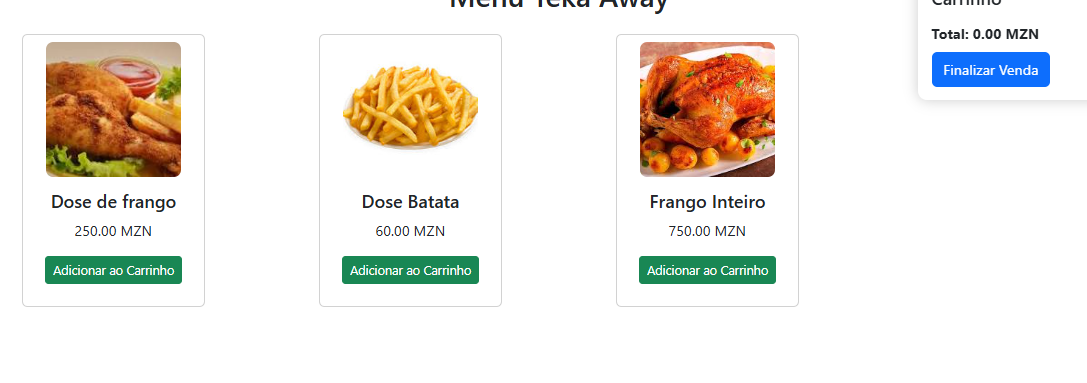 Menu Teka Away
Carrinho
Total: 0.00 MZN
Finalizar Venda
Dose de frango
250.00 MZN
Adicionar ao Carrinho
Dose Batata
60.00 MZN
Adicionar ao Carrinho
Frango Inteiro
750.00 MZN
Adicionar ao Carrinho